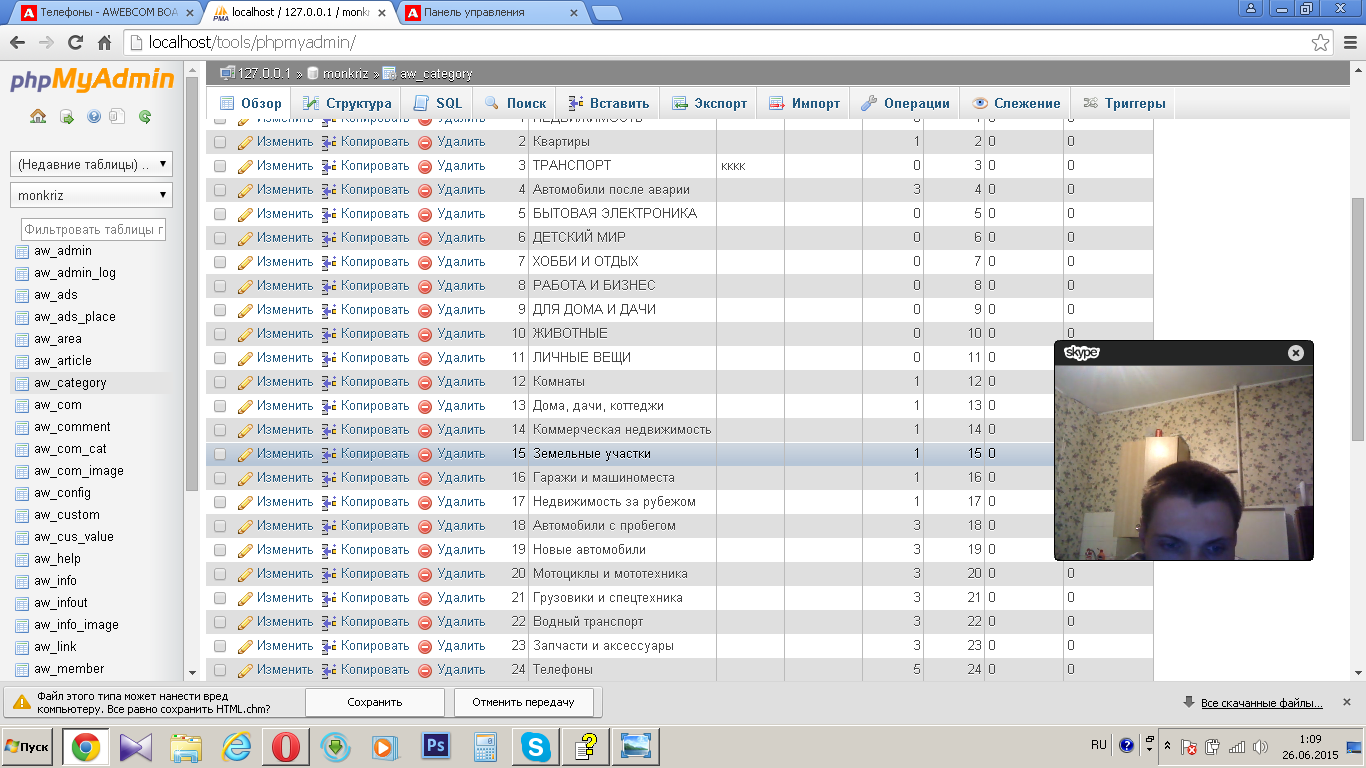 Телефоны - AWEBCOM BOA
localhost / 127.0.0.1 / monkr
Панель управления
localhost/tools/phpmyadmin/
phpMyAdmin
(Недавние таблицы) ...
monkriz
Фильтровать таблицы
aw_admin
aw_admin_log
aw_ads
aw_ads_place
aw_area
aw_article
aw_category
aw_com
aw_comment
aw_com_cat
aw_com_image
aw_config
aw_custom
aw_cus_value
aw_help
aw_info
aw_infout
aw_info_image
aw_link
aw_member
127.0.0.1 » monkriz » aw_category
Обзор Структура SQL Поиск Вставить Экспорт Импорт Операции Слежение Триггеры
Изменить Копировать Удалить 1 НЕДВИЖИМОСТЬ 0 1 0 0
Изменить Копировать Удалить 2 Квартиры 1 2 0 0
Изменить Копировать Удалить 3 ТРАНСПОРТ кккк 0 3 0 0
Изменить Копировать Удалить 4 Автомобили после аварии 3 4 0 0
Изменить Копировать Удалить 5 БЫТОВАЯ ЭЛЕКТРОНИКА 0 5 0 0
Изменить Копировать Удалить 6 ДЕТСКИЙ МИР 0 6 0 0
Изменить Копировать Удалить 7 ХОББИ И ОТДЫХ 0 7 0 0
Изменить Копировать Удалить 8 РАБОТА И БИЗНЕС 0 8 0 0
Изменить Копировать Удалить 9 ДЛЯ ДОМА И ДАЧИ 0 9 0 0
Изменить Копировать Удалить 10 ЖИВОТНЫЕ 0 10 0 0
Изменить Копировать Удалить 11 ЛИЧНЫЕ ВЕЩИ 0 11 0
Изменить Копировать Удалить 12 Комнаты 1 12 0
Изменить Копировать Удалить 13 Дома, дачи, коттеджи 1 13 0
Изменить Копировать Удалить 14 Коммерческая недвижимость 1 14 0
Изменить Копировать Удалить 15 Земельные участки 1 15 0
Изменить Копировать Удалить 16 Гаражи и машиноместа 1 16 0
Изменить Копировать Удалить 17 Недвижимость за рубежом 1 17 0
Изменить Копировать Удалить 18 Автомобили с пробегом 3 18 0
Изменить Копировать Удалить 19 Новые автомобили 3 19 0
Изменить Копировать Удалить 20 Мотоциклы и мототехника 3 20 0 0
Изменить Копировать Удалить 21 Грузовики и спецтехника 3 21 0 0
Изменить Копировать Удалить 22 Водный транспорт 3 22 0 0
Изменить Копировать Удалить 23 Запчасти и аксессуары 3 23 0 0
Изменить Копировать Удалить 24 Телефоны 5 24 0 0
skype
Файл этого типа может нанести вред
компьютеру. Все равно сохранить HTML.chm?
Сохранить
Отменить передачу
Все скачанные файлы...
Пуск
Ps
RU
1:09
26.06.2015